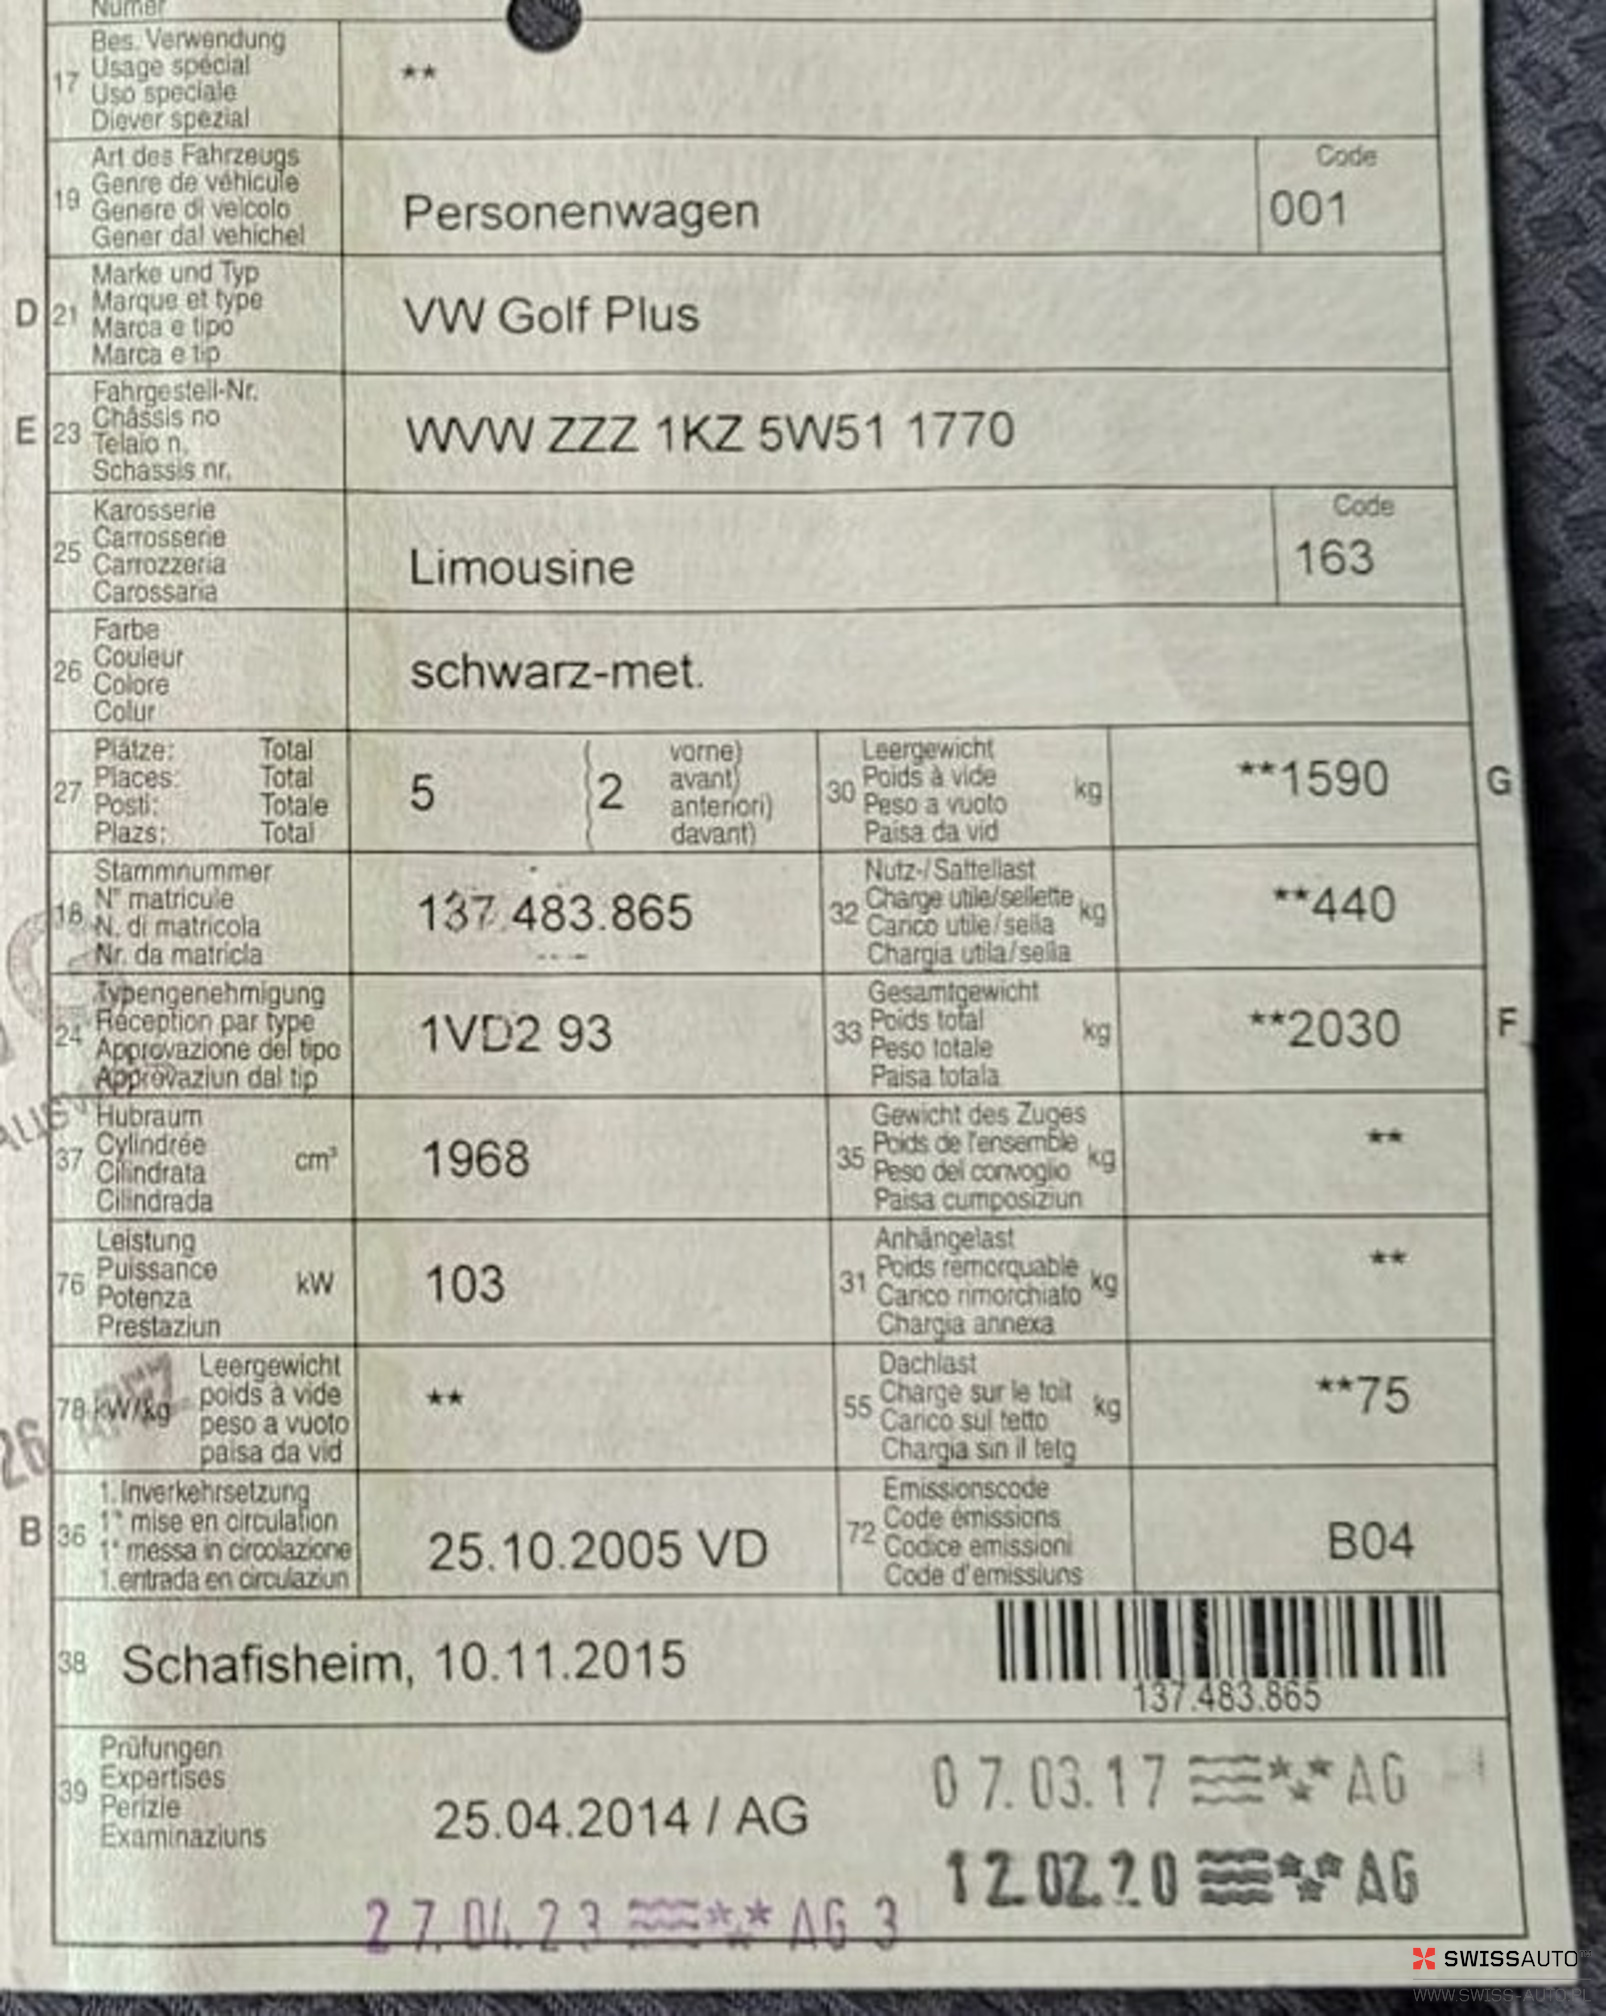 Numer
17
Bes. Verwendung
Usage spécial
Uso speciale
Diever spezial
**
19
Art des Fahrzeugs
Genre de véhicule
Genere di veicolo
Gener dal vehichel
Personenwagen
Code
001
D
21
Marke und Typ
Marque et type
Marca e tipo
Marca e tip
VW Golf Plus
E
23
Fahrgestell-Nr.
Châssis no
Telaio n.
Schassis nr.
WVW ZZZ 1KZ 5W51 1770
25
Karosserie
Carrosserie
Carrozzeria
Carossaria
Limousine
Code
163
26
Farbe
Couleur
Colore
Colur
schwarz-met.
27
Plätze: Total
Places: Total
Posti: Totale
Plazs: Total
5
(2
vorne)
avant)
anteriori)
davant)
30
Leergewicht
Poids à vide
Peso a vuoto
Paisa da vid
kg
**1590
G
18
Stammnummer
N° matricule
N. di matricola
Nr. da matricla
137.483.865
32
Nutz-/Sattellast
Charge utile/sellette
Carico utile/sella
Chargia utila/sella
kg
**440
24
Typengenehmigung
Réception par type
Approvazione del tipo
Approvaziun dal tip
1VD2 93
33
Gesamtgewicht
Poids total
Peso totale
Paisa totala
kg
**2030
F
37
Hubraum
Cylindrée
Cilindrata
Cilindrada
cm³
1968
35
Gewicht des Zuges
Poids de l'ensemble
Peso del convoglio
Paisa cumposiziun
kg
**
76
Leistung
Puissance
Potenza
Prestaziun
kW
103
31
Anhängelast
Poids remorquable
Carico rimorchiato
Chargia annexa
kg
**
78 kW/kg
Leergewicht
poids à vide
peso a vuoto
paisa da vid
**
55
Dachlast
Charge sur le toit
Carico sul tetto
Chargia sin il tetg
kg
**75
26
B
36
1. Inverkehrsetzung
1° mise en circulation
1° messa in circolazione
1. entrada en circulaziun
25.10.2005 VD
72
Emissionscode
Code émissions
Codice emissioni
Code d'emissiuns
B04
38
Schafisheim, 10.11.2015
137.483.865
39
Prüfungen
Expertises
Perizie
Examinaziuns
25.04.2014 / AG
07.03.17 AG
12.02.20 AG
27.04.23 AG 3
SWISSAUTO
WWW.SWISS-AUTO.PL